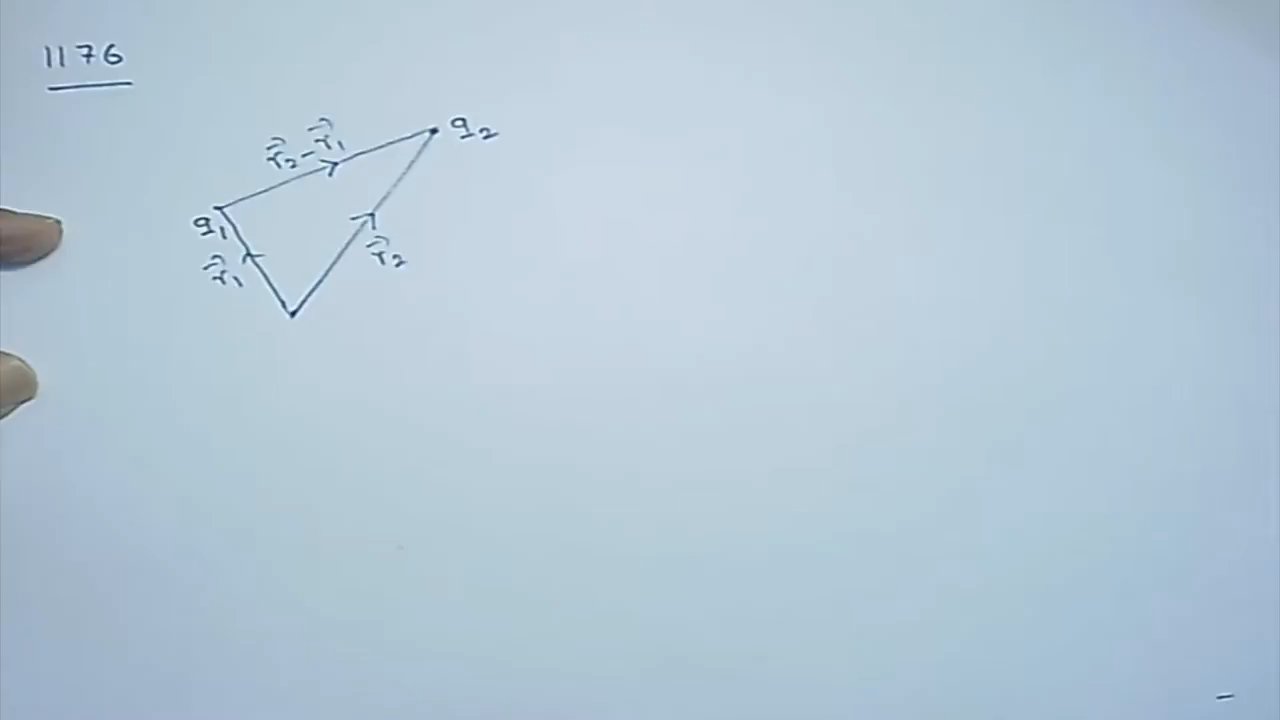 1176
r⃗₂-r⃗₁
q₂
q₁
r⃗₁
r⃗₂